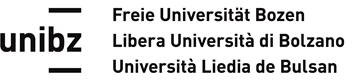 unibz
Freie Universität Bozen
Libera Università di Bolzano
Università Liedia de Bulsan